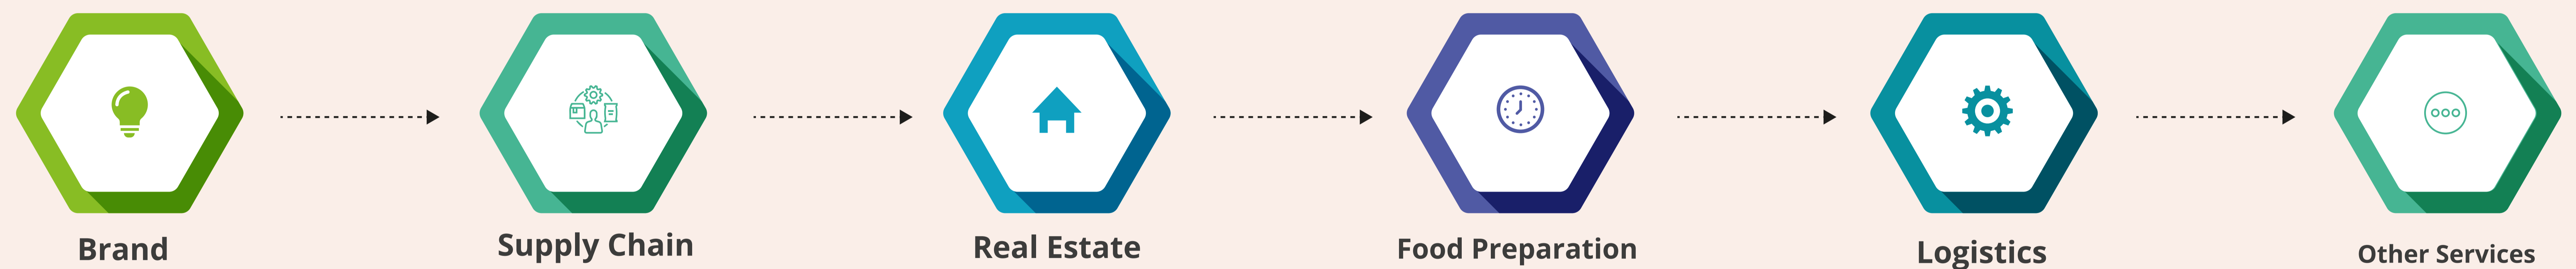 Brand
Supply Chain
Real Estate
Food Preparation
Logistics
Other Services